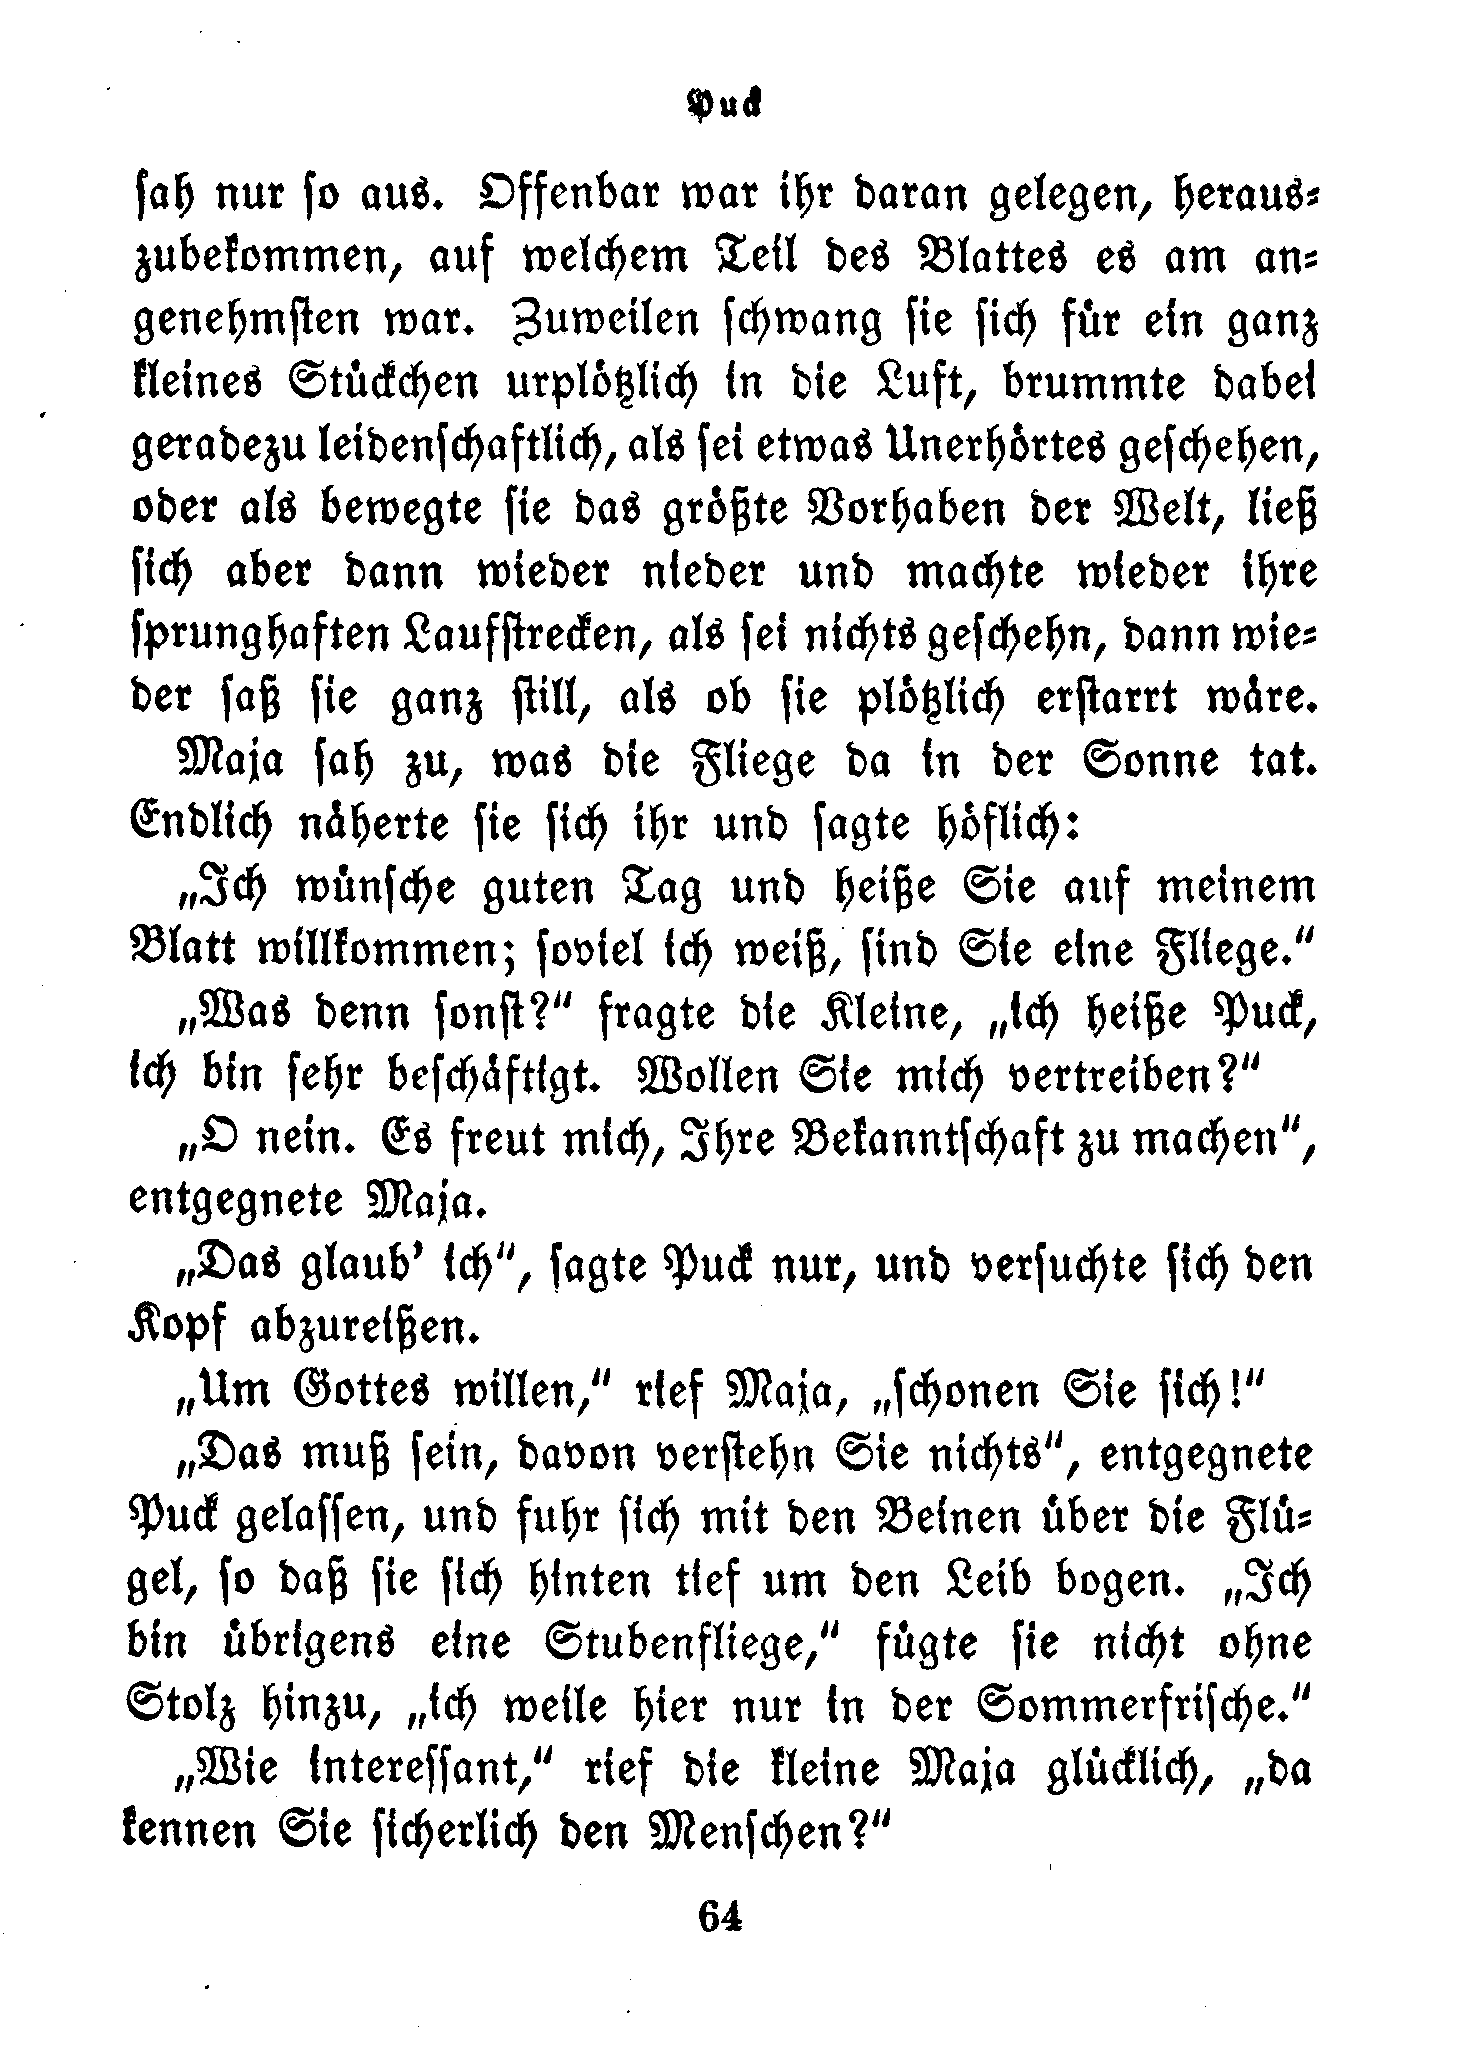 Puck
sah nur so aus. Offenbar war ihr daran gelegen, heraus-
zubekommen, auf welchem Teil des Blattes es am an-
genehmsten war. Zuweilen schwang sie sich für ein ganz
kleines Stückchen urplötzlich in die Luft, brummte dabei
geradezu leidenschaftlich, als sei etwas Unerhörtes geschehen,
oder als bewegte sie das größte Vorhaben der Welt, ließ
sich aber dann wieder nieder und machte wieder ihre
sprunghaften Laufstrecken, als sei nichts geschehn, dann wie-
der saß sie ganz still, als ob sie plötzlich erstarrt wäre.
Maja sah zu, was die Fliege da in der Sonne tat.
Endlich näherte sie sich ihr und sagte höflich:
„Ich wünsche guten Tag und heiße Sie auf meinem
Blatt willkommen; soviel ich weiß, sind Sie eine Fliege.“
„Was denn sonst?“ fragte die Kleine, „ich heiße Puck,
ich bin sehr beschäftigt. Wollen Sie mich vertreiben?“
„O nein. Es freut mich, Ihre Bekanntschaft zu machen“,
entgegnete Maja.
„Das glaub’ ich“, sagte Puck nur, und versuchte sich den
Kopf abzureißen.
„Um Gottes willen,“ rief Maja, „schonen Sie sich!“
„Das muß sein, davon verstehn Sie nichts“, entgegnete
Puck gelassen, und fuhr sich mit den Beinen über die Flü-
gel, so daß sie sich hinten tief um den Leib bogen. „Ich
bin übrigens eine Stubenfliege,“ fügte sie nicht ohne
Stolz hinzu, „ich weile hier nur in der Sommerfrische.“
„Wie interessant,“ rief die kleine Maja glücklich, „da
kennen Sie sicherlich den Menschen?“
64